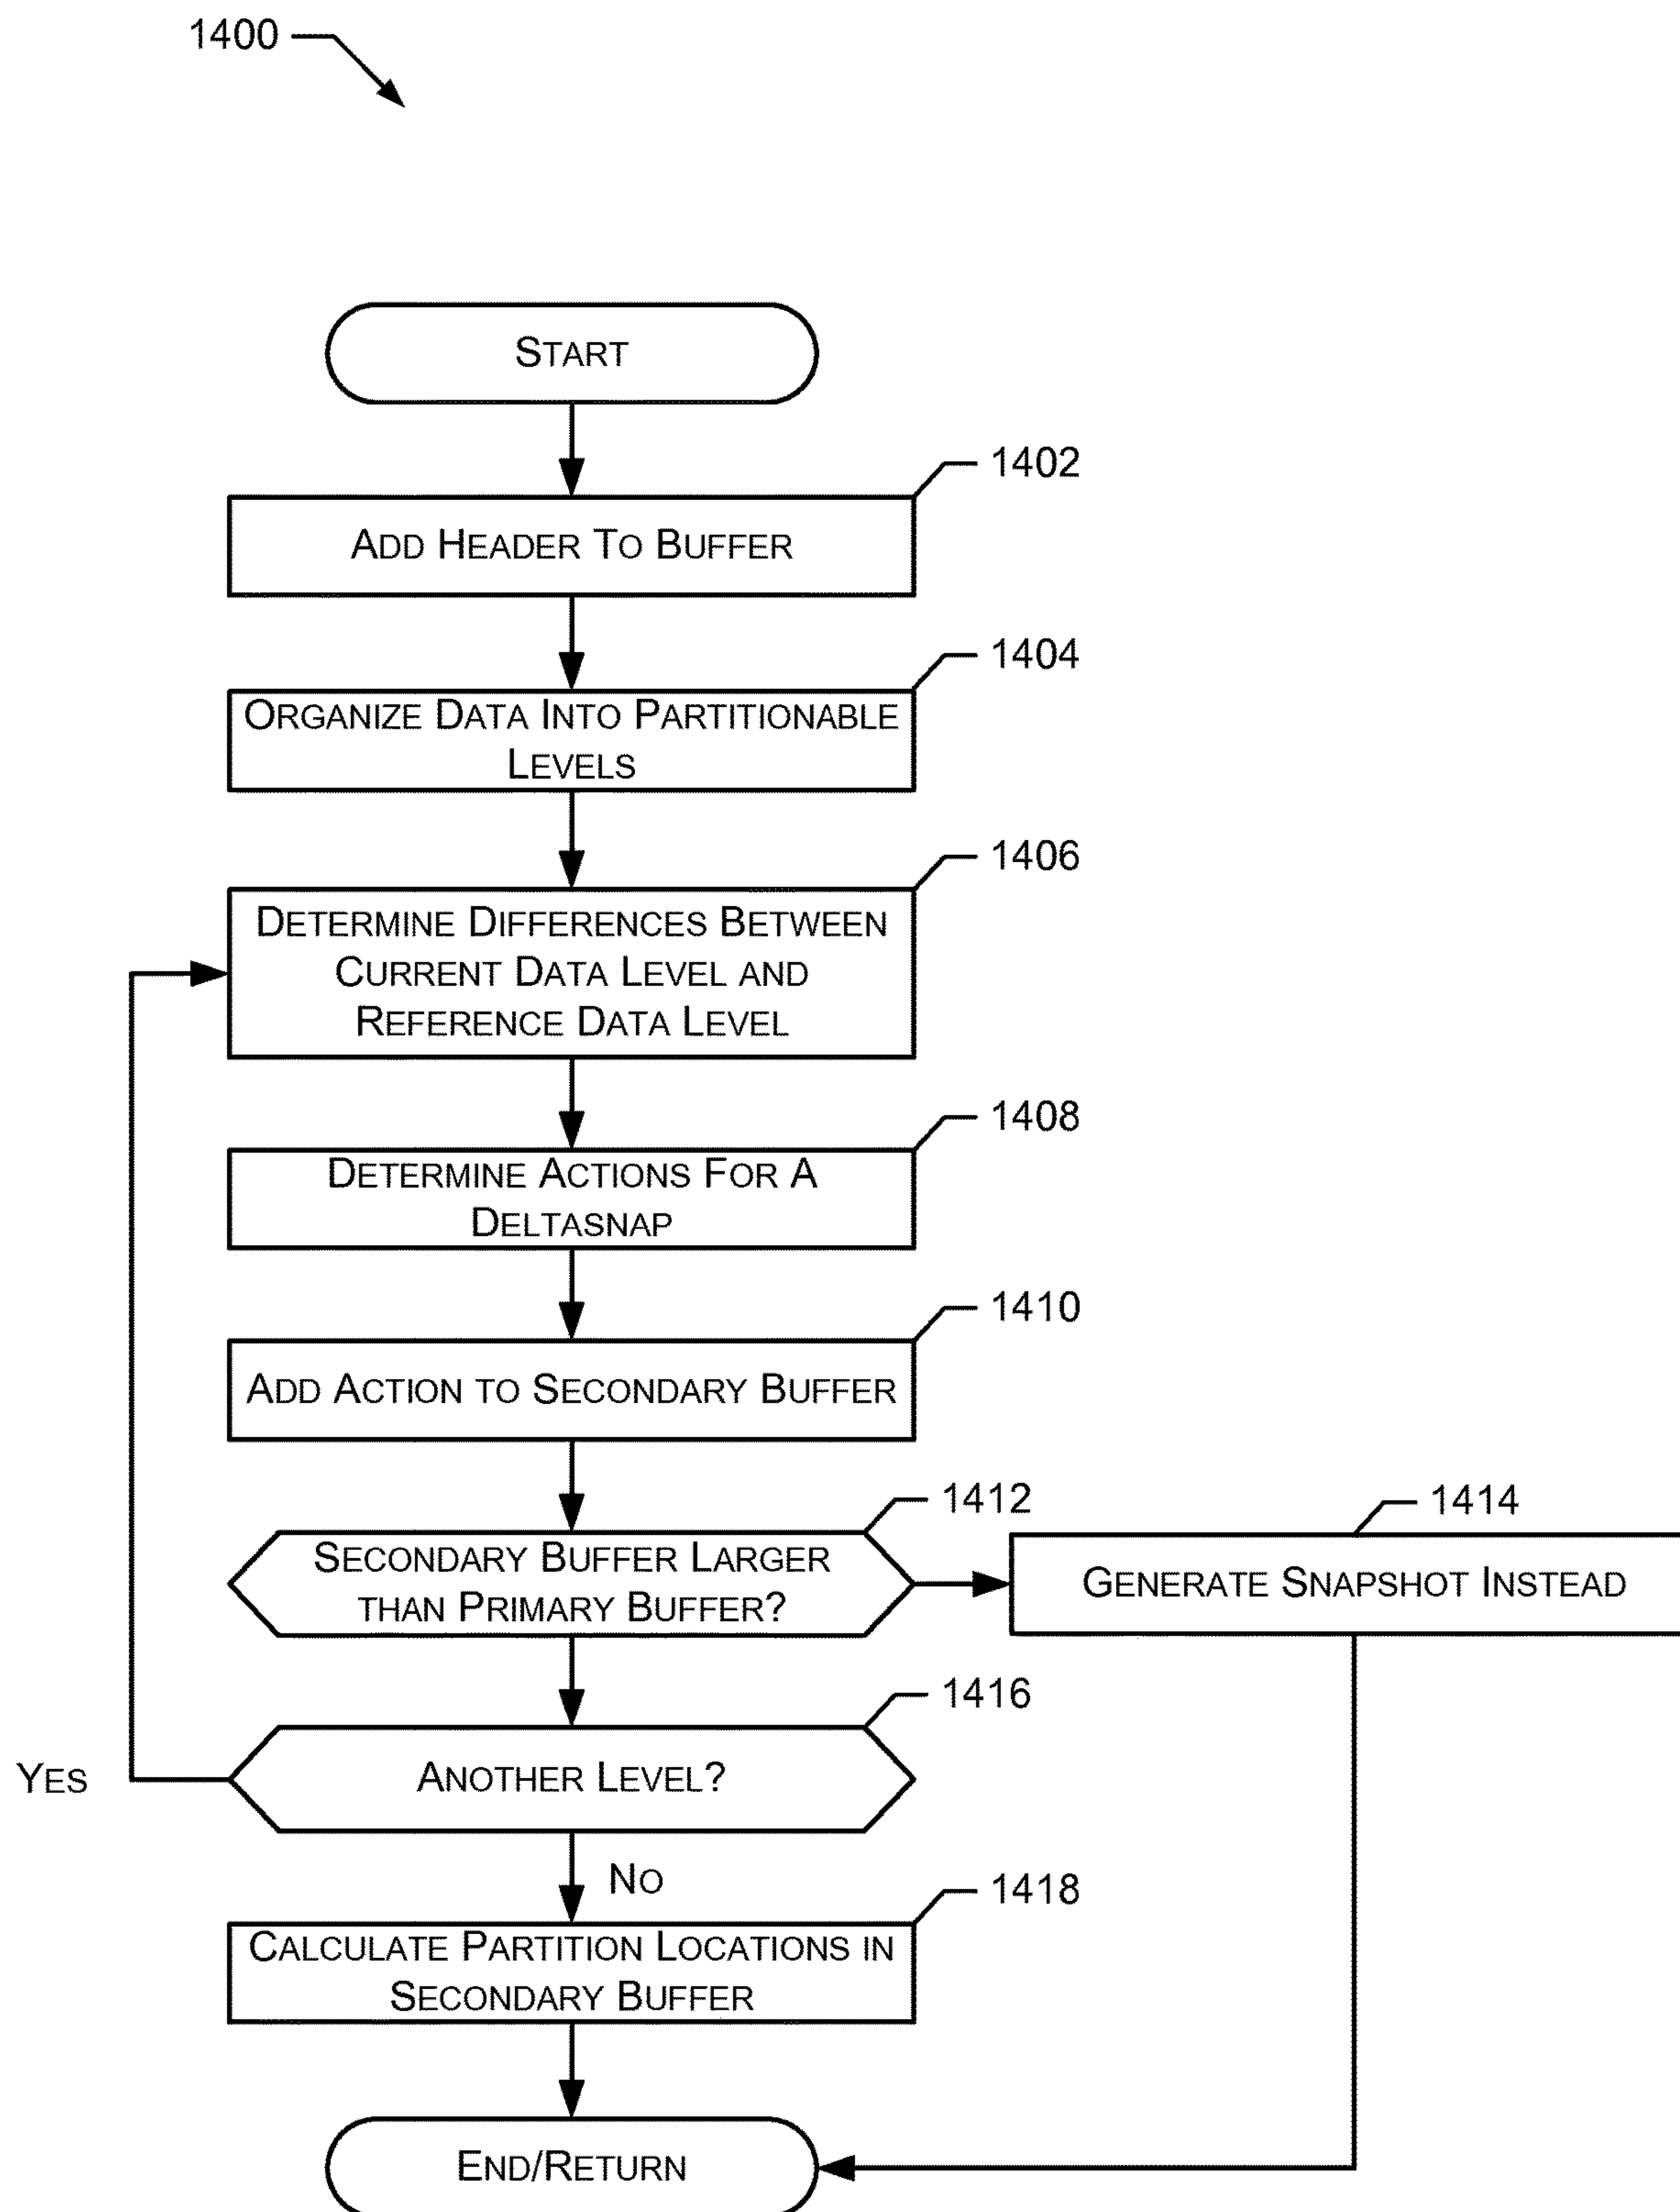 1400
START
1402
ADD HEADER TO BUFFER
1404
ORGANIZE DATA INTO PARTITIONABLE
LEVELS
1406
DETERMINE DIFFERENCES BETWEEN
CURRENT DATA LEVEL AND
REFERENCE DATA LEVEL
1408
DETERMINE ACTIONS FOR A
DELTASNAP
1410
ADD ACTION TO SECONDARY BUFFER
1412
SECONDARY BUFFER LARGER
THAN PRIMARY BUFFER?
1414
GENERATE SNAPSHOT INSTEAD
1416
ANOTHER LEVEL?
YES
NO
1418
CALCULATE PARTITION LOCATIONS IN
SECONDARY BUFFER
END/RETURN